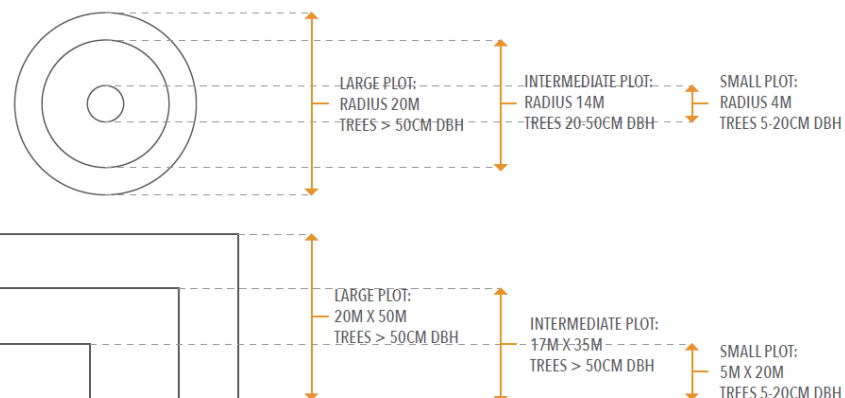 LARGE PLOT:
RADIUS 20M
TREES > 50CM DBH
INTERMEDIATE PLOT:
RADIUS 14M
TREES 20-50CM DBH
SMALL PLOT:
RADIUS 4M
TREES 5-20CM DBH
LARGE PLOT:
20M X 50M
TREES > 50CM DBH
INTERMEDIATE PLOT:
17M X 35M
TREES > 50CM DBH
SMALL PLOT:
5M X 20M
TREES 5-20CM DBH